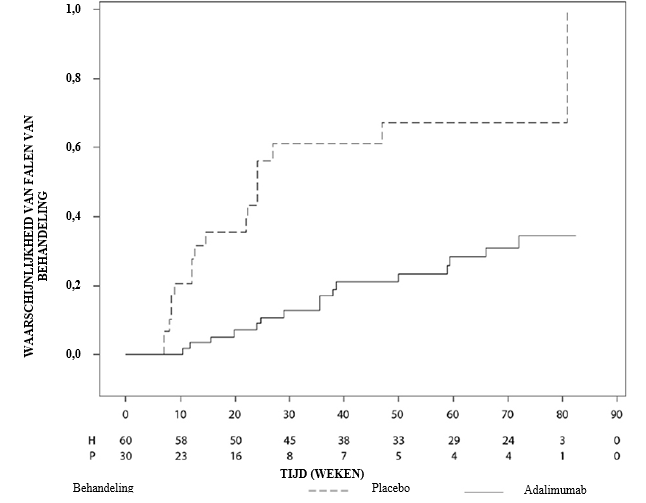 1,0
0,8
0,6
0,4
0,2
0,0
WAARSCHIJNLIJKHEID VAN FALEN VAN
BEHANDELING
0 10 20 30 40 50 60 70 80 90
H 60 58 50 45 38 33 29 24 3 0
P 30 23 16 8 7 5 4 4 1 0
TIJD (WEKEN)
Behandeling Placebo Adalimumab